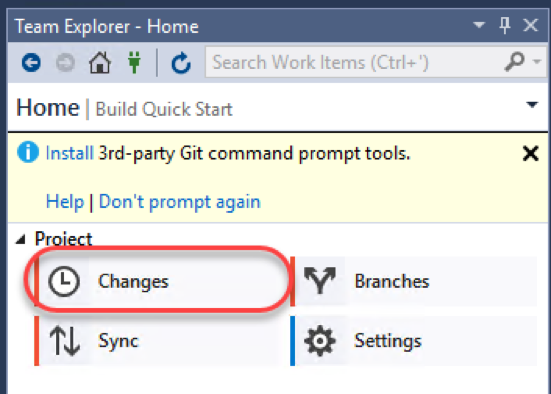 Team Explorer - Home
Search Work Items (Ctrl+')
Home | Build Quick Start
Install 3rd-party Git command prompt tools.
Help | Don't prompt again
Project
Changes
Branches
Sync
Settings